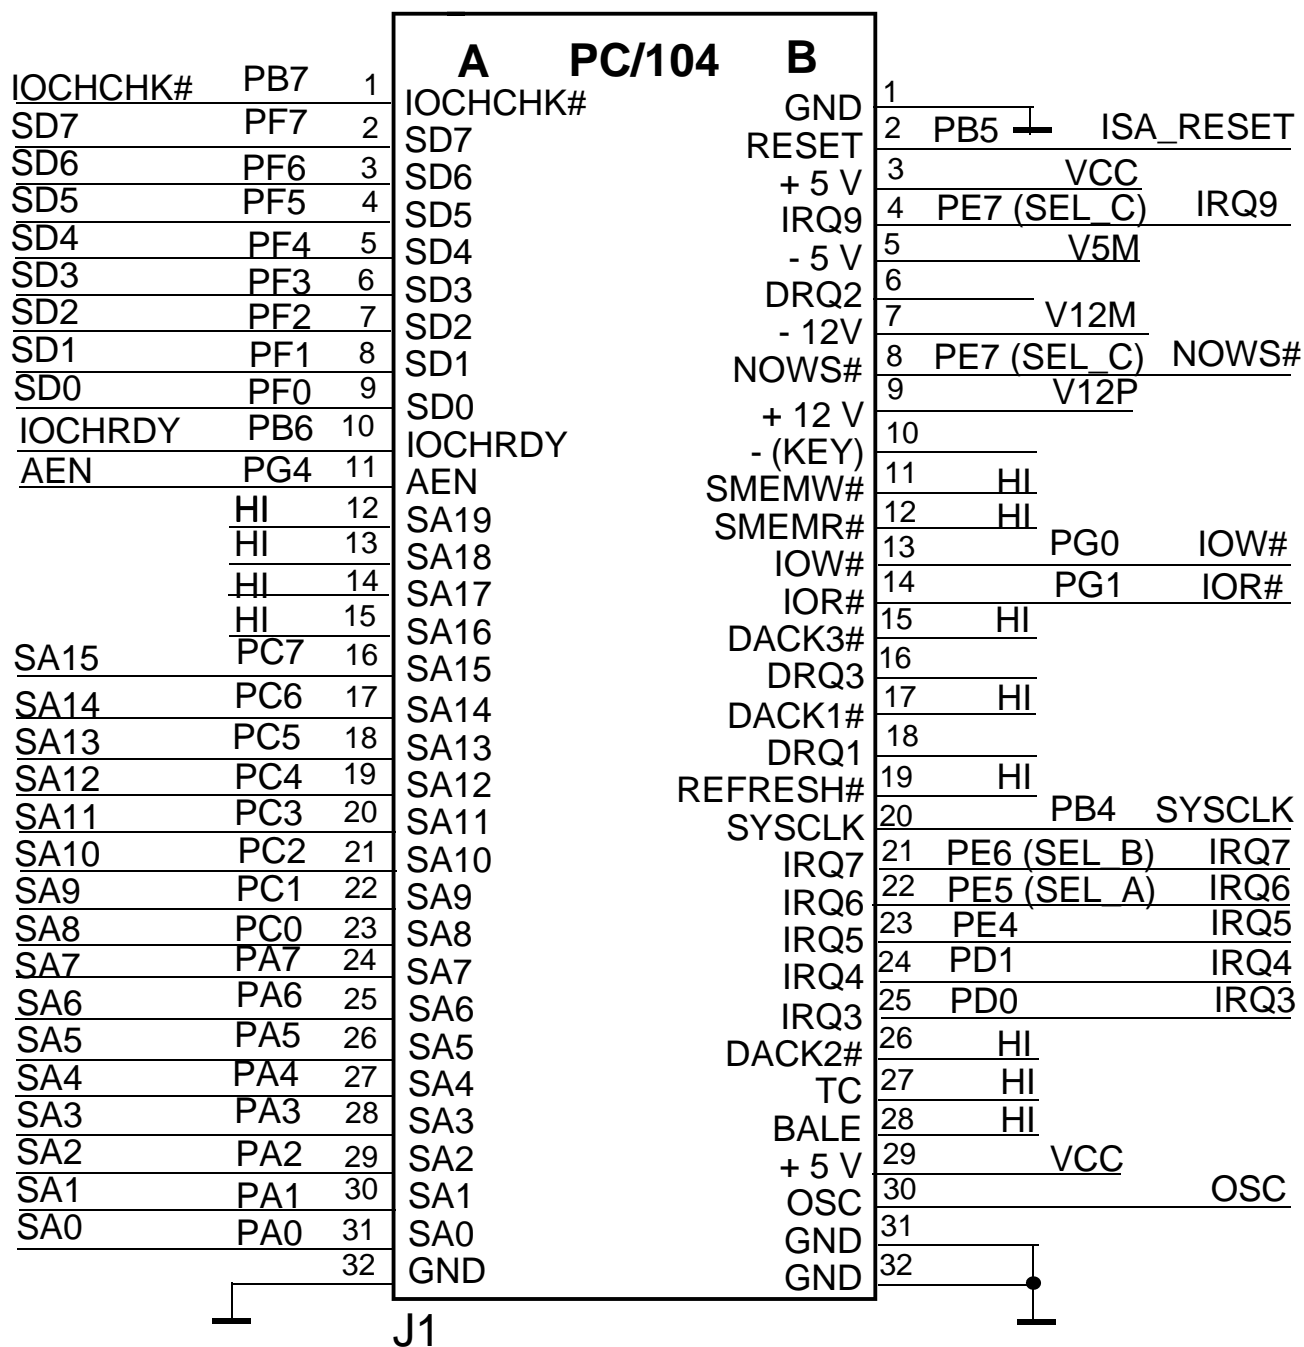 A PC/104 B
IOCHCHK# PB7 1 IOCHCHK# GND 1
SD7 PF7 2 SD7 RESET 2 PB5 ISA_RESET
SD6 PF6 3 SD6 + 5 V 3 VCC
SD5 PF5 4 SD5 IRQ9 4 PE7 (SEL_C) IRQ9
SD4 PF4 5 SD4 - 5 V 5 V5M
SD3 PF3 6 SD3 DRQ2 6
SD2 PF2 7 SD2 - 12V 7 V12M
SD1 PF1 8 SD1 NOWS# 8 PE7 (SEL_C) NOWS#
SD0 PF0 9 SD0 + 12 V 9 V12P
IOCHRDY PB6 10 IOCHRDY - (KEY) 10
AEN PG4 11 AEN SMEMW# 11 HI
HI 12 SA19 SMEMR# 12 HI
HI 13 SA18 IOW# 13 PG0 IOW#
HI 14 SA17 IOR# 14 PG1 IOR#
HI 15 SA16 DACK3# 15 HI
SA15 PC7 16 SA15 DRQ3 16
SA14 PC6 17 SA14 DACK1# 17 HI
SA13 PC5 18 SA13 DRQ1 18
SA12 PC4 19 SA12 REFRESH# 19 HI
SA11 PC3 20 SA11 SYSCLK 20 PB4 SYSCLK
SA10 PC2 21 SA10 IRQ7 21 PE6 (SEL_B) IRQ7
SA9 PC1 22 SA9 IRQ6 22 PE5 (SEL_A) IRQ6
SA8 PC0 23 SA8 IRQ5 23 PE4 IRQ5
SA7 PA7 24 SA7 IRQ4 24 PD1 IRQ4
SA6 PA6 25 SA6 IRQ3 25 PD0 IRQ3
SA5 PA5 26 SA5 DACK2# 26 HI
SA4 PA4 27 SA4 TC 27 HI
SA3 PA3 28 SA3 BALE 28 HI
SA2 PA2 29 SA2 + 5 V 29 VCC
SA1 PA1 30 SA1 OSC 30 OSC
SA0 PA0 31 SA0 GND 31
32 GND GND 32
J1